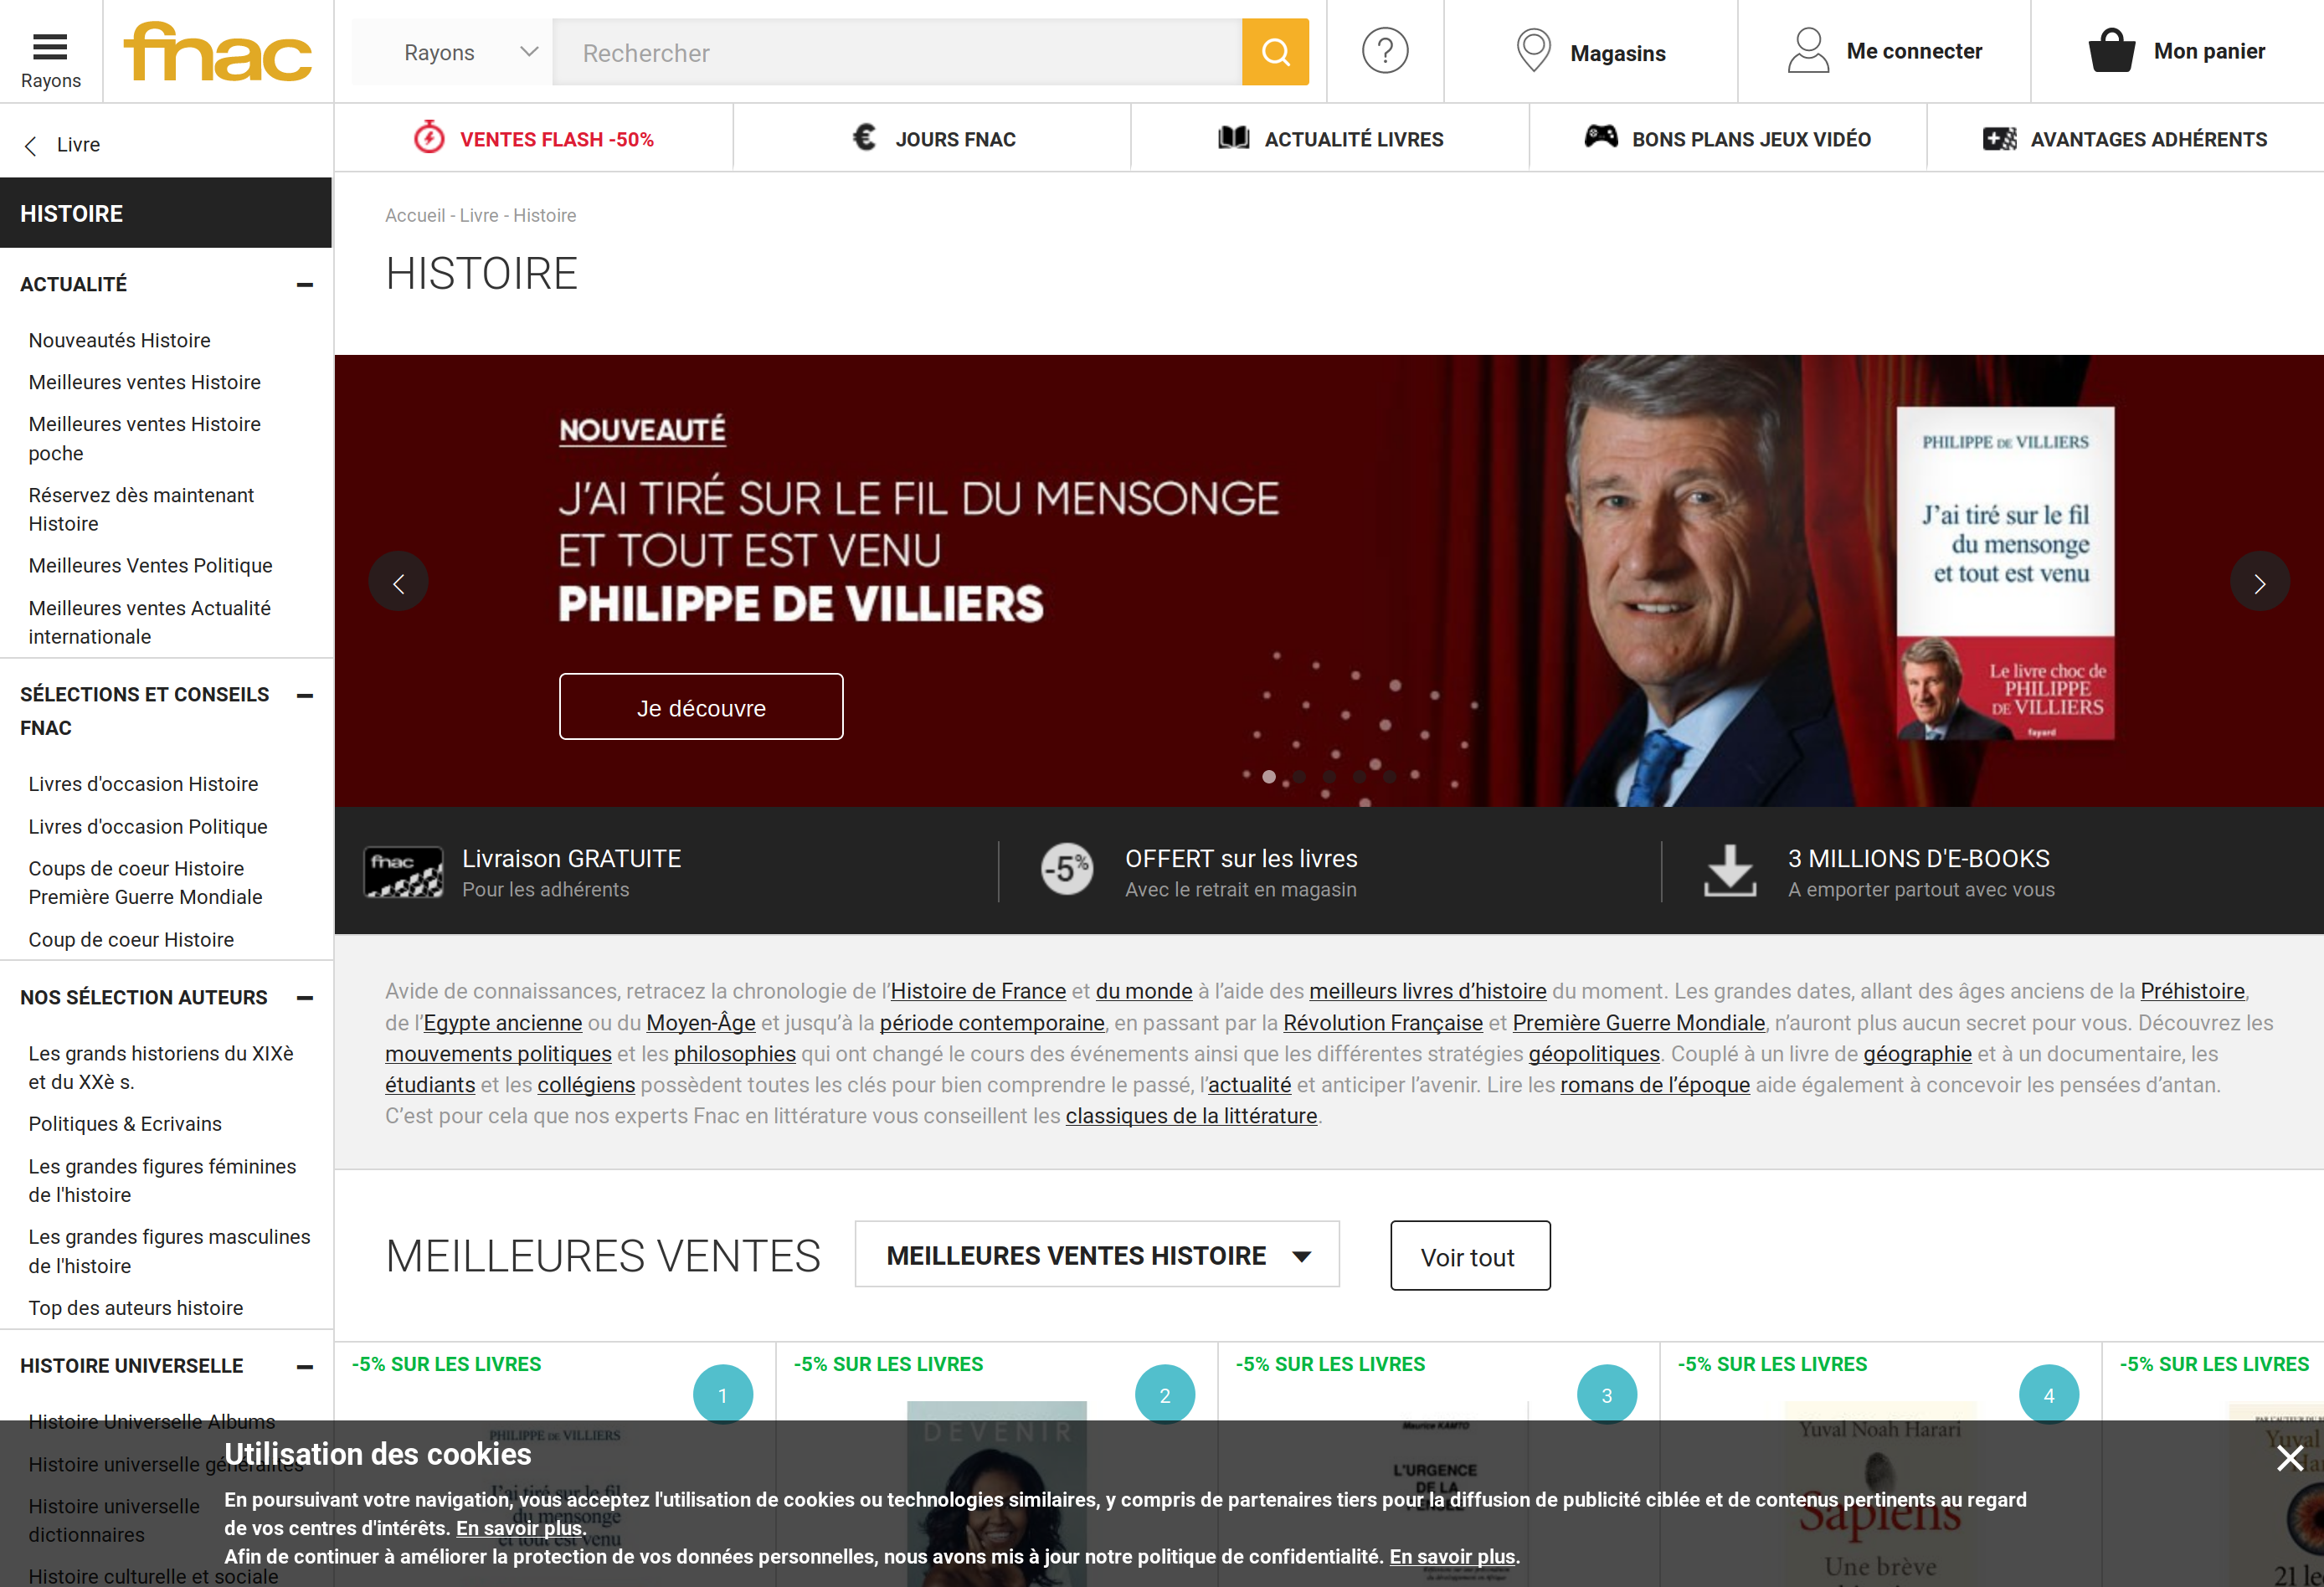 Rayons
fnac
Rayons
Rechercher
?
Magasins
Me connecter
Mon panier
Livre
VENTES FLASH -50%
€ JOURS FNAC
ACTUALITÉ LIVRES
BONS PLANS JEUX VIDÉO
AVANTAGES ADHÉRENTS
HISTOIRE
ACTUALITÉ
Nouveautés Histoire
Meilleures ventes Histoire
Meilleures ventes Histoire
poche
Réservez dès maintenant
Histoire
Meilleures Ventes Politique
Meilleures ventes Actualité
internationale
SÉLECTIONS ET CONSEILS
FNAC
Livres d'occasion Histoire
Livres d'occasion Politique
Coups de coeur Histoire
Première Guerre Mondiale
Coup de coeur Histoire
NOS SÉLECTION AUTEURS
Les grands historiens du XIXè
et du XXè s.
Politiques & Ecrivains
Les grandes figures féminines
de l'histoire
Les grandes figures masculines
de l'histoire
Top des auteurs histoire
HISTOIRE UNIVERSELLE
Histoire Universelle Albums
Histoire universelle généralités
Histoire universelle
dictionnaires
Histoire culturelle et sociale
Accueil - Livre - Histoire
HISTOIRE
NOUVEAUTÉ
J'AI TIRÉ SUR LE FIL DU MENSONGE
ET TOUT EST VENU
PHILIPPE DE VILLIERS
Je découvre
PHILIPPE DE VILLIERS
J'ai tiré sur le fil
du mensonge
et tout est venu
Le livre choc de
PHILIPPE
DE VILLIERS
fayard
fnac
Livraison GRATUITE
Pour les adhérents
-5%
OFFERT sur les livres
Avec le retrait en magasin
3 MILLIONS D'E-BOOKS
A emporter partout avec vous
Avide de connaissances, retracez la chronologie de l’Histoire de France et du monde à l’aide des meilleurs livres d’histoire du moment. Les grandes dates, allant des âges anciens de la Préhistoire,
de l’Egypte ancienne ou du Moyen-Âge et jusqu’à la période contemporaine, en passant par la Révolution Française et Première Guerre Mondiale, n’auront plus aucun secret pour vous. Découvrez les
mouvements politiques et les philosophies qui ont changé le cours des événements ainsi que les différentes stratégies géopolitiques. Couplé à un livre de géographie et à un documentaire, les
étudiants et les collégiens possèdent toutes les clés pour bien comprendre le passé, l’actualité et anticiper l’avenir. Lire les romans de l’époque aide également à concevoir les pensées d’antan.
C’est pour cela que nos experts Fnac en littérature vous conseillent les classiques de la littérature.
MEILLEURES VENTES
MEILLEURES VENTES HISTOIRE
Voir tout
-5% SUR LES LIVRES
1
-5% SUR LES LIVRES
2
-5% SUR LES LIVRES
3
-5% SUR LES LIVRES
4
-5% SUR LES LIVRES
PHILIPPE DE VILLIERS
J'ai tiré sur le fil
du mensonge
et tout est venu
DEVENIR
Maurice KAMTO
L'URGENCE
DE LA
PENSÉE
Yuval Noah Harari
Sapiens
Une brève
Yuval
21 le
Utilisation des cookies
En poursuivant votre navigation, vous acceptez l'utilisation de cookies ou technologies similaires, y compris de partenaires tiers pour la diffusion de publicité ciblée et de contenus pertinents au regard
de vos centres d'intérêts. En savoir plus.
Afin de continuer à améliorer la protection de vos données personnelles, nous avons mis à jour notre politique de confidentialité. En savoir plus.